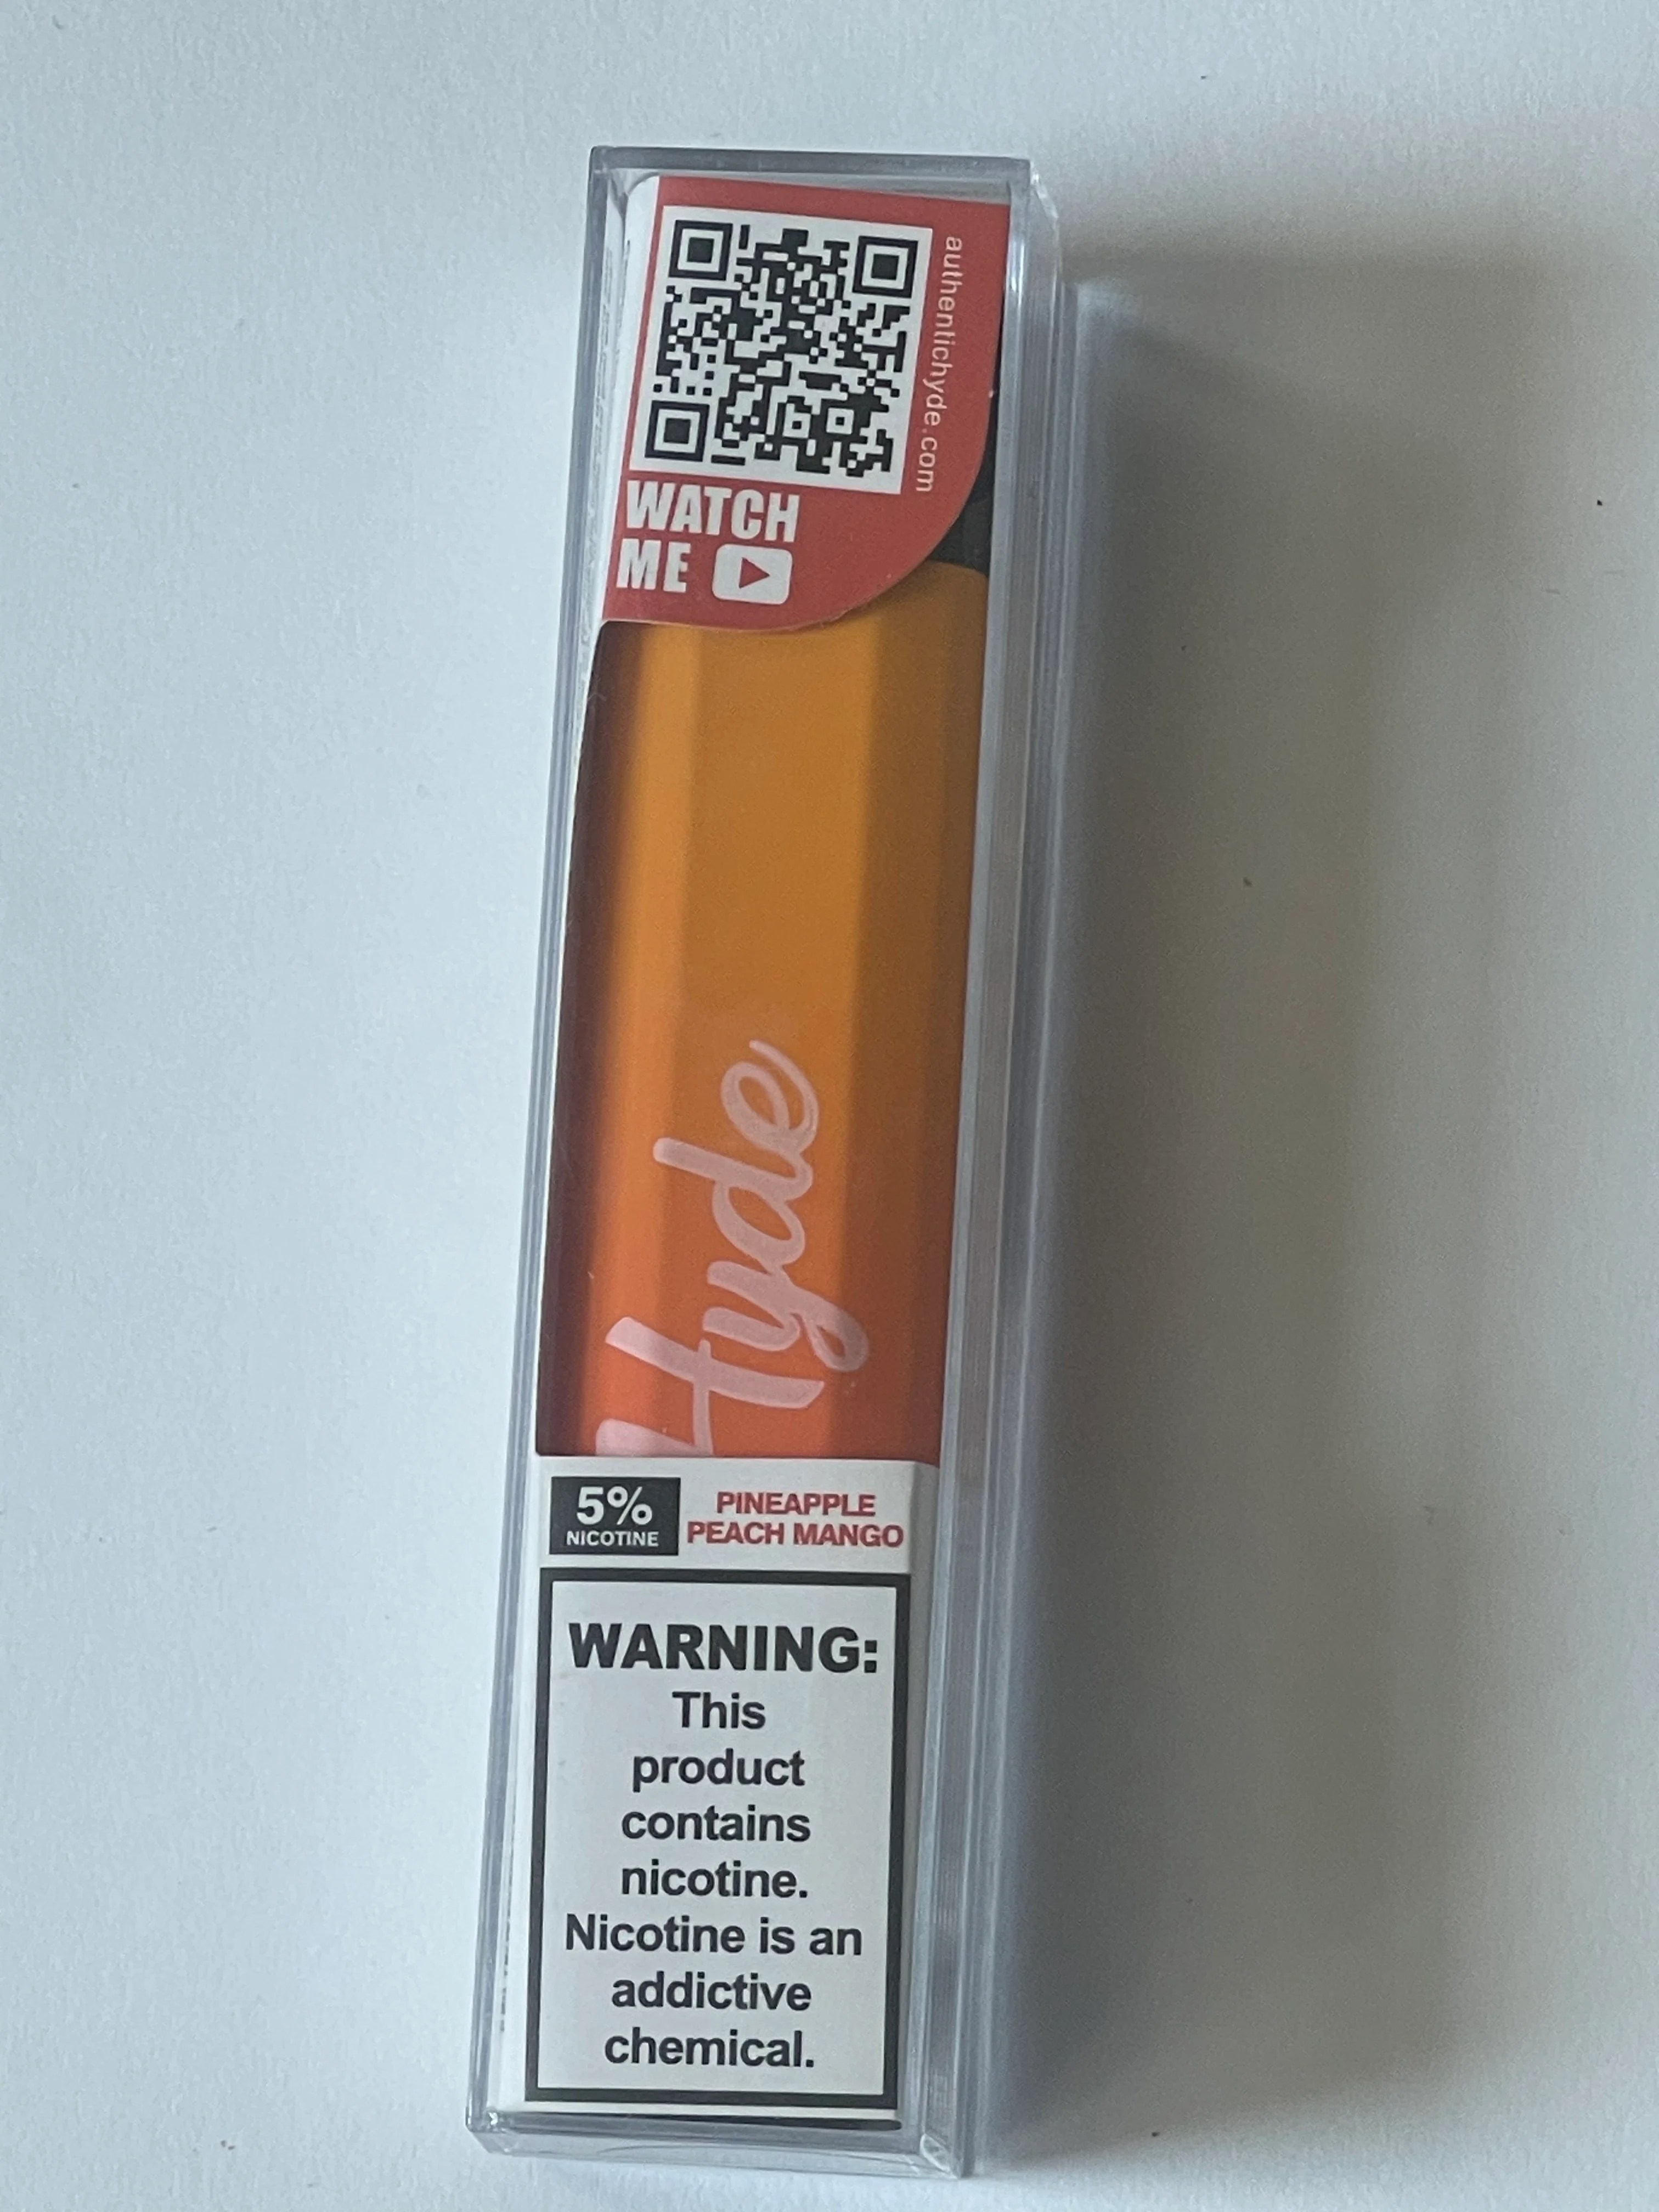 authentichyde.com
WATCH
ME
Hyde
5%
NICOTINE
PINEAPPLE
PEACH MANGO
WARNING:
This
product
contains
nicotine.
Nicotine is an
addictive
chemical.